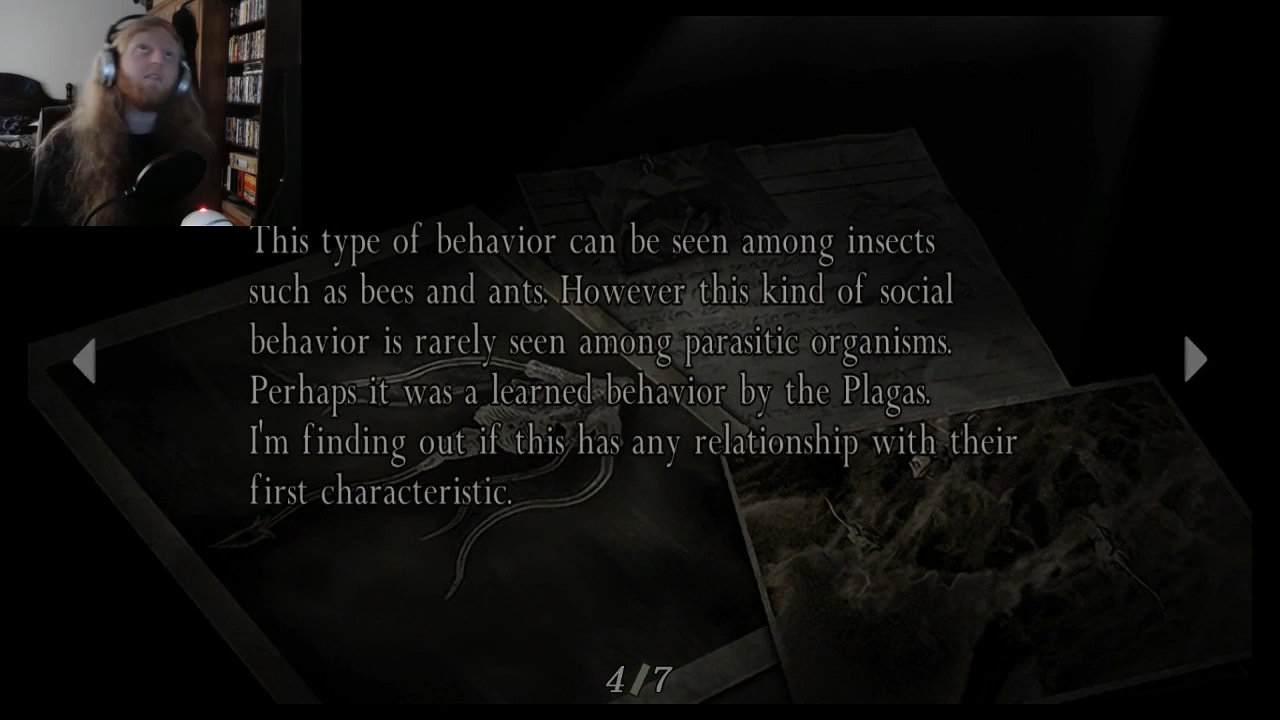 This type of behavior can be seen among insects
such as bees and ants. However this kind of social
behavior is rarely seen among parasitic organisms.
Perhaps it was a learned behavior by the Plagas.
I'm finding out if this has any relationship with their
first characteristic.
4/7